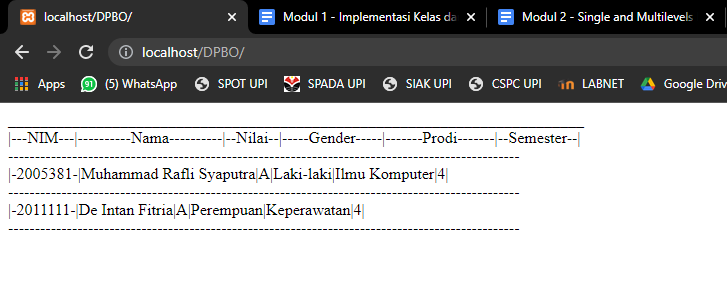 localhost/DPBO/
Modul 1 - Implementasi Kelas da
Modul 2 - Single and Multilevels
localhost/DPBO/
Apps
91
(5) WhatsApp
SPOT UPI
SPADA UPI
SIAK UPI
CSPC UPI
LABNET
Google Driv
|---NIM---|----------Nama----------|--Nilai--|-----Gender-----|-------Prodi-------|--Semester--|
|-2005381-|Muhammad Rafli Syaputra|A|Laki-laki|Ilmu Komputer|4|
|-2011111-|De Intan Fitria|A|Perempuan|Keperawatan|4|